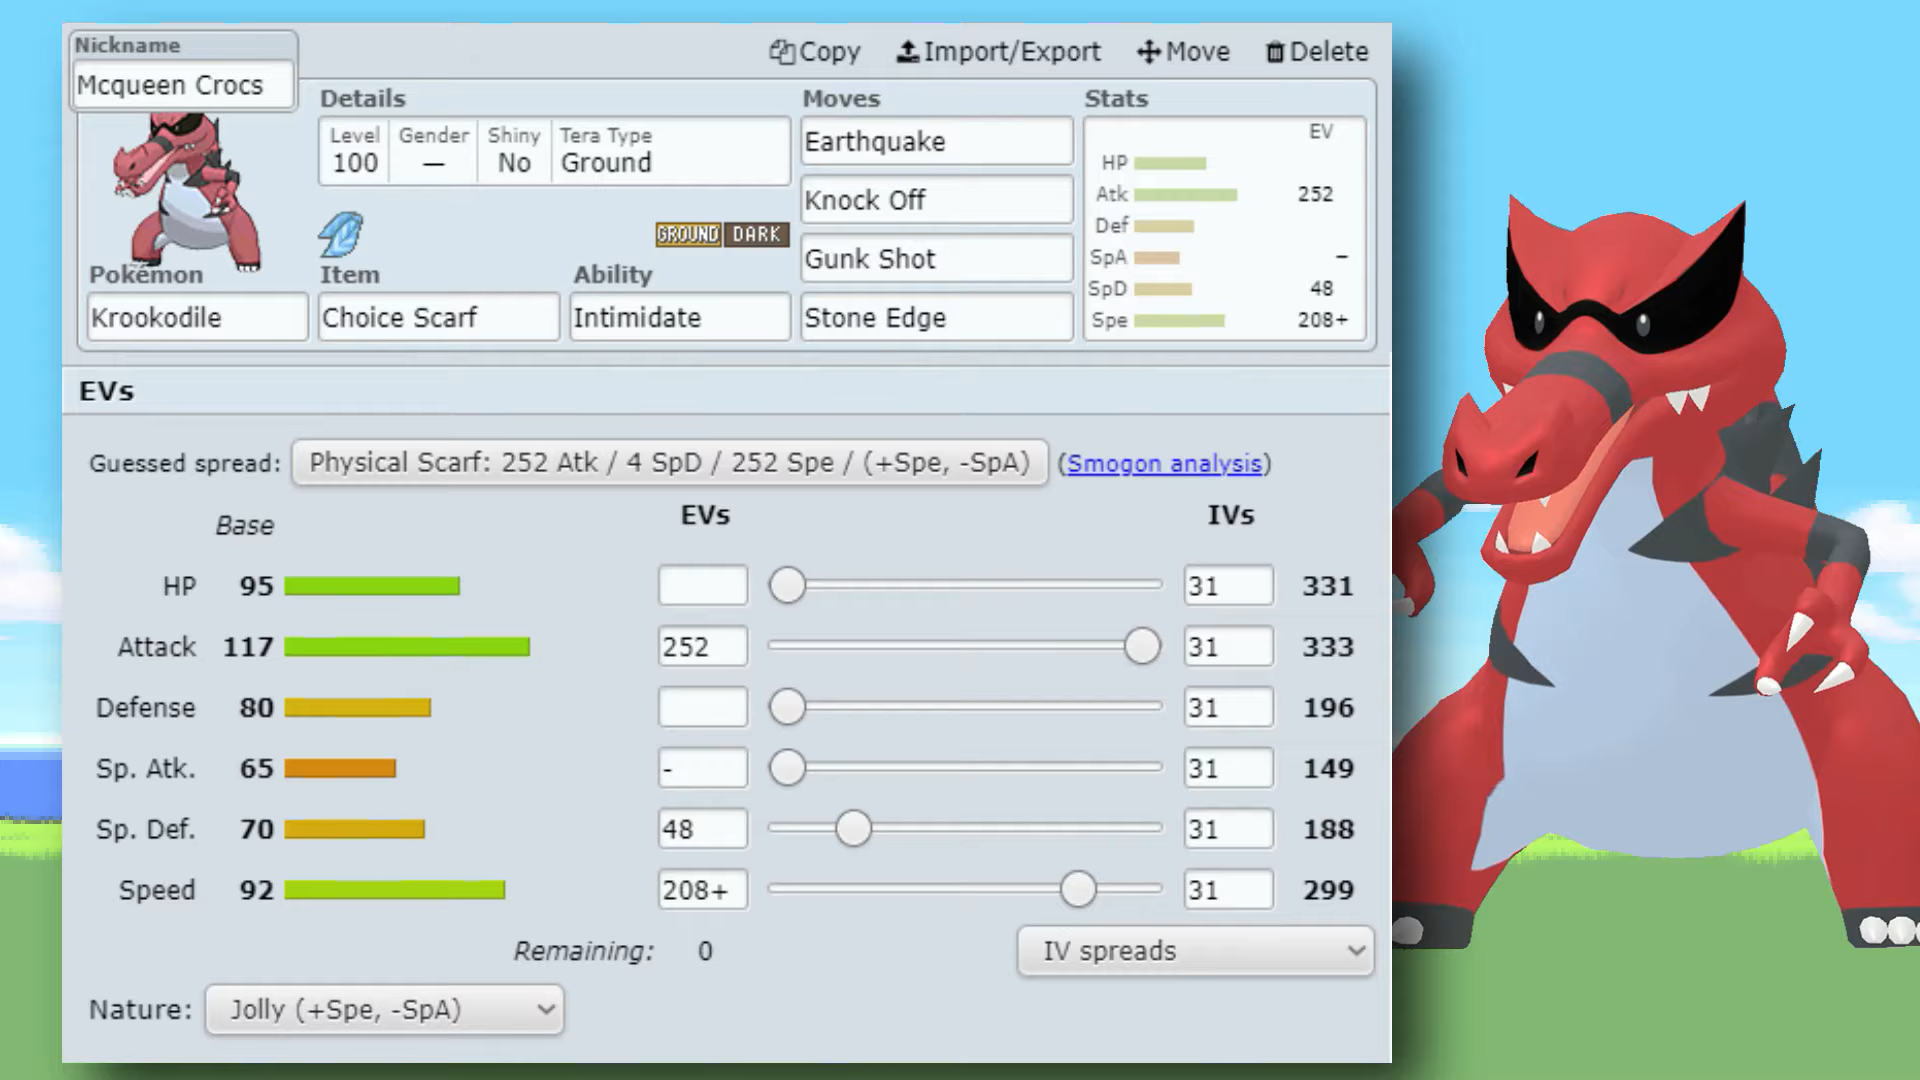 Nickname
Mcqueen Crocs
Copy Import/Export Move Delete
Details
Level Gender Shiny Tera Type
100 — No Ground
GROUND DARK
Pokémon Item Ability
Krookodile Choice Scarf Intimidate
Moves
Earthquake
Knock Off
Gunk Shot
Stone Edge
Stats
EV
HP
Atk 252
Def
SpA –
SpD 48
Spe 208+
EVs
Guessed spread: Physical Scarf: 252 Atk / 4 SpD / 252 Spe / (+Spe, -SpA) (Smogon analysis)
Base EVs IVs
HP 95 31 331
Attack 117 252 31 333
Defense 80 31 196
Sp. Atk. 65 - 31 149
Sp. Def. 70 48 31 188
Speed 92 208+ 31 299
Remaining: 0 IV spreads
Nature: Jolly (+Spe, -SpA)